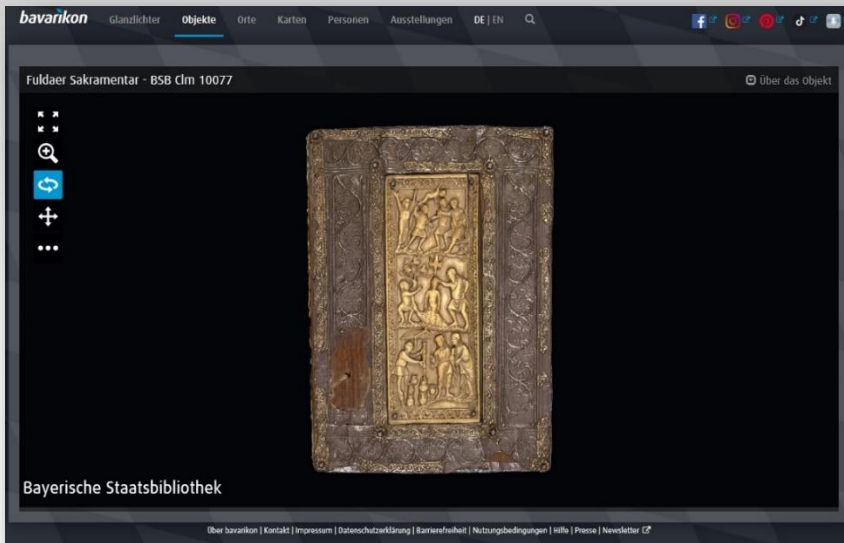 bavarikon Glanzlichter Objekte Orte Karten Personen Ausstellungen DE | EN
Fuldaer Sakramentar - BSB Clm 10077
Über das Objekt
Bayerische Staatsbibliothek
Über bavarikon | Kontakt | Impressum | Datenschutzerklärung | Barrierefreiheit | Nutzungsbedingungen | Hilfe | Presse | Newsletter